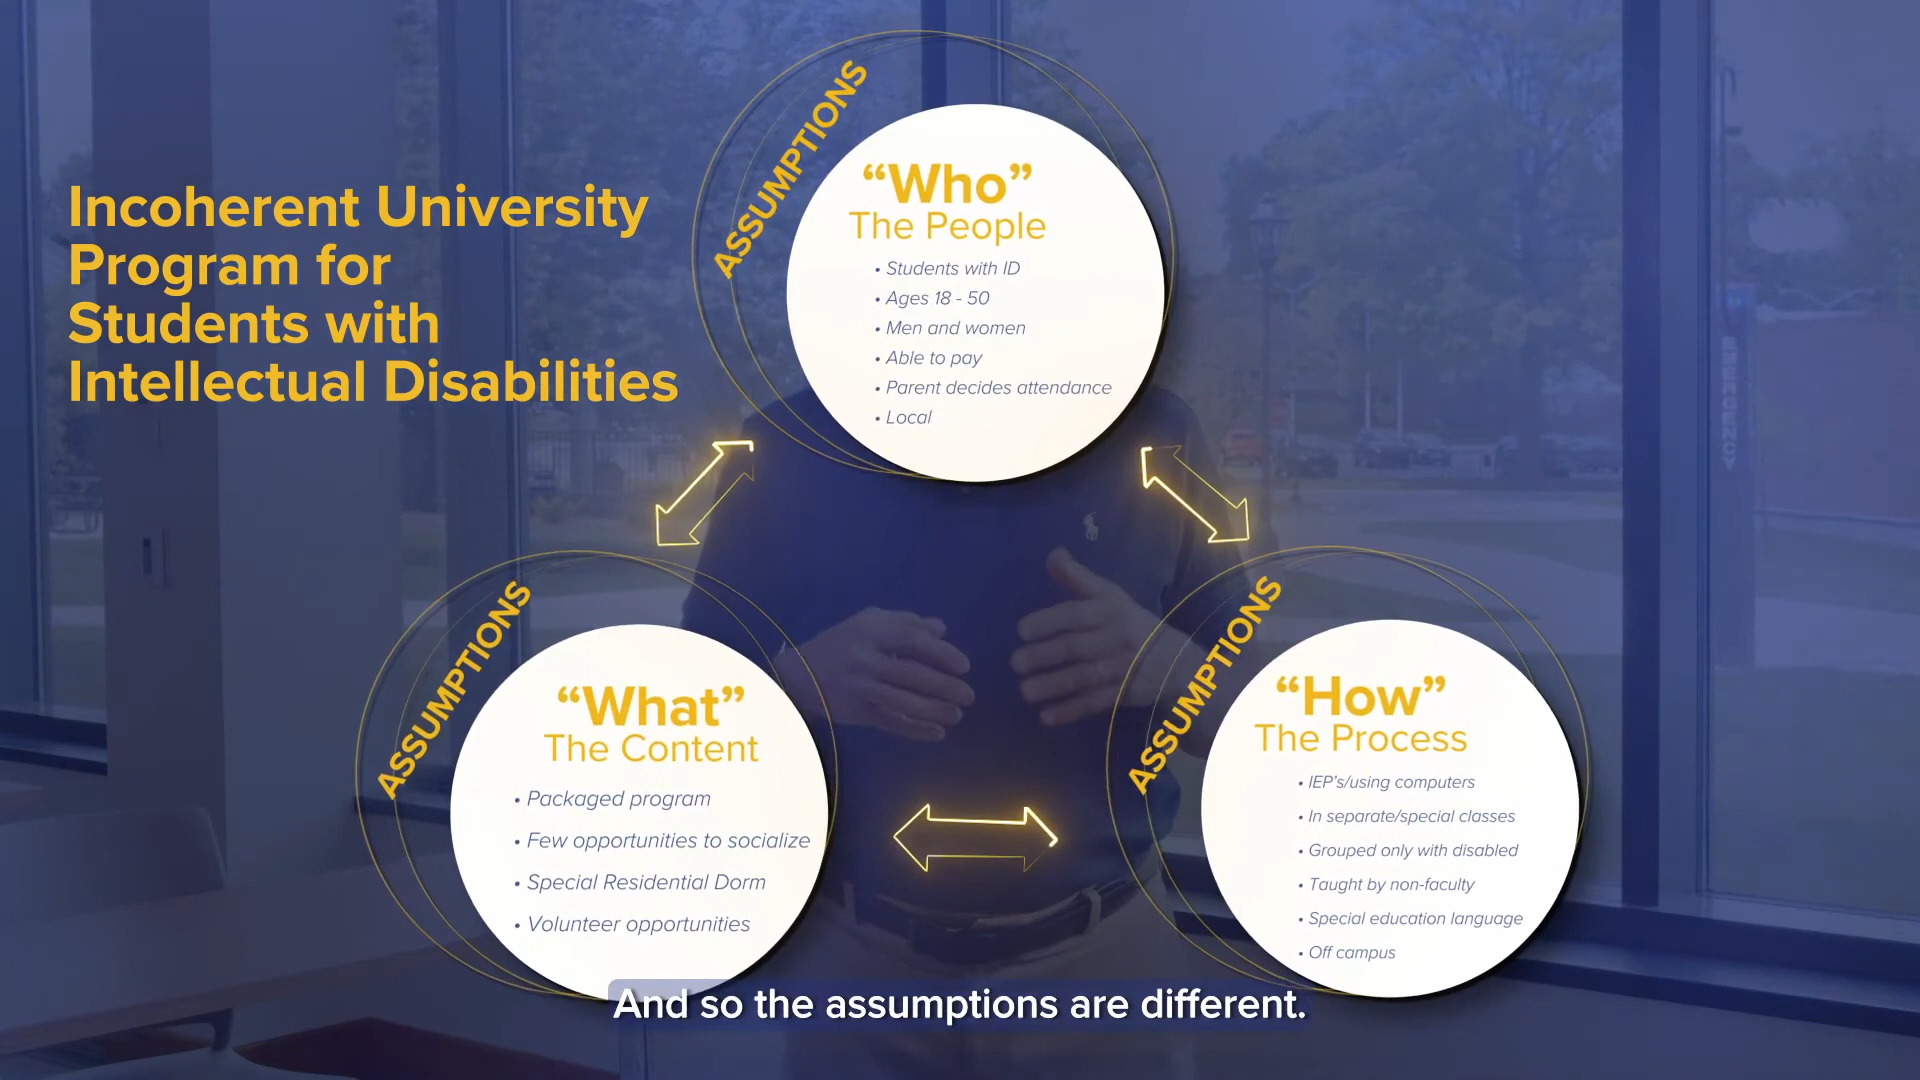 Incoherent University
Program for
Students with
Intellectual Disabilities
ASSUMPTIONS
“Who”
The People
• Students with ID
• Ages 18 - 50
• Men and women
• Able to pay
• Parent decides attendance
• Local
ASSUMPTIONS
“What”
The Content
• Packaged program
• Few opportunities to socialize
• Special Residential Dorm
• Volunteer opportunities
ASSUMPTIONS
“How”
The Process
• IEP's/using computers
• In separate/special classes
• Grouped only with disabled
• Taught by non-faculty
• Special education language
• Off campus
And so the assumptions are different.
EMERGENCY